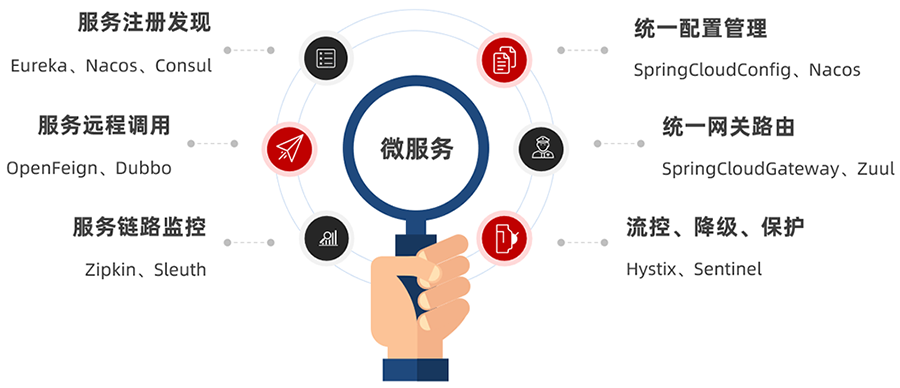 服务注册发现
Eureka、Nacos、Consul
服务远程调用
OpenFeign、Dubbo
服务链路监控
Zipkin、Sleuth
微服务
统一配置管理
SpringCloudConfig、Nacos
统一网关路由
SpringCloudGateway、Zuul
流控、降级、保护
Hystix、Sentinel